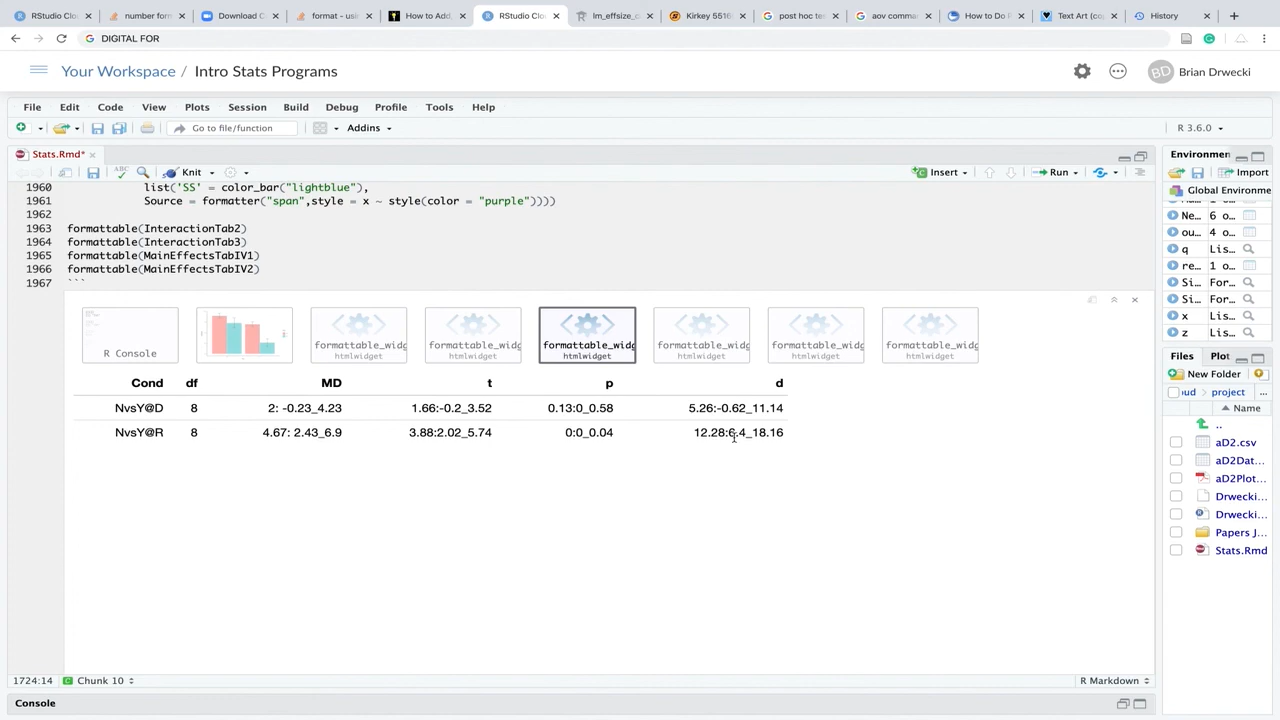 RStudio Clo
number form
Download C
format - usi
How to Add,
RStudio Clo
lm_effsize_c
Kirkey 5516
post hoc te
aov comma
How to Do P
Text Art (co
History
DIGITAL FOR
Your Workspace / Intro Stats Programs
BD Brian Drwecki
File Edit Code View Plots Session Build Debug Profile Tools Help
Go to file/function Addins R 3.6.0
Stats.Rmd*
ABC Knit Insert Run
1960 list('SS' = color_bar("lightblue"),
1961 Source = formatter("span",style = x ~ style(color = "purple"))))
1962
1963 formattable(InteractionTab2)
1964 formattable(InteractionTab3)
1965 formattable(MainEffectsTabIV1)
1966 formattable(MainEffectsTabIV2)
1967 ```
R Console
formattable_widg
htmlwidget
formattable_widg
htmlwidget
formattable_widg
htmlwidget
formattable_widg
htmlwidget
formattable_widg
htmlwidget
formattable_widg
htmlwidget
Cond df MD t p d
NvsY@D 8 2: -0.23_4.23 1.66:-0.2_3.52 0.13:0_0.58 5.26:-0.62_11.14
NvsY@R 8 4.67: 2.43_6.9 3.88:2.02_5.74 0:0_0.04 12.28:6.4_18.16
1724:14 Chunk 10 R Markdown
Console
Environmen
Import
Global Environme
Ne... 6 o...
ou... 4 o...
q Lis...
re... 1 o...
Si... For...
Si... For...
x Lis...
z Lis...
Files Plot
New Folder
oud project ...
Name
..
aD2.csv
aD2Dat...
aD2Plot...
Drwecki...
Drwecki...
Papers J...
Stats.Rmd